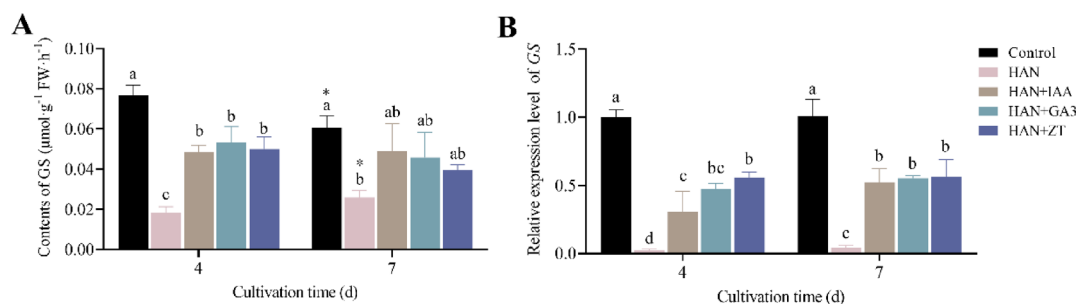 A
Contents of GS (μmol·g⁻¹ FW·h⁻¹)
0.10
0.08
0.06
0.04
0.02
0.00
a
c
b
b
b
*
a
*
b
ab
ab
ab
4
7
Cultivation time (d)
B
Relative expression level of GS
1.5
1.0
0.5
0.0
a
d
c
bc
b
a
c
b
b
b
4
7
Cultivation time (d)
Control
HAN
HAN+IAA
HAN+GA3
HAN+ZT